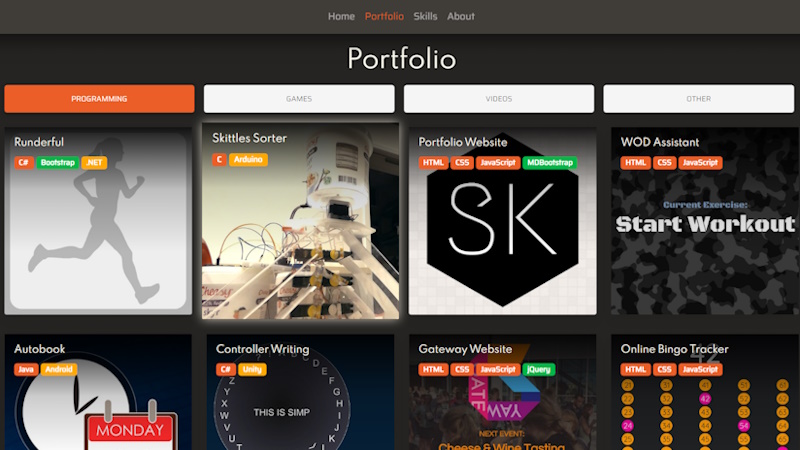 Home Portfolio Skills About
Portfolio
PROGRAMMING GAMES VIDEOS OTHER
Runderful
C# Bootstrap .NET
Skittles Sorter
C Arduino
Portfolio Website
HTML CSS JavaScript MDBootstrap
SK
WOD Assistant
HTML CSS JavaScript
Current Exercise:
Start Workout
Autobook
Java Android
MONDAY
Controller Writing
C# Unity
THIS IS SIMP
Gateway Website
HTML CSS JavaScript jQuery
NEXT EVENT:
Cheese & Wine Tasting
Online Bingo Tracker
HTML CSS JavaScript
42